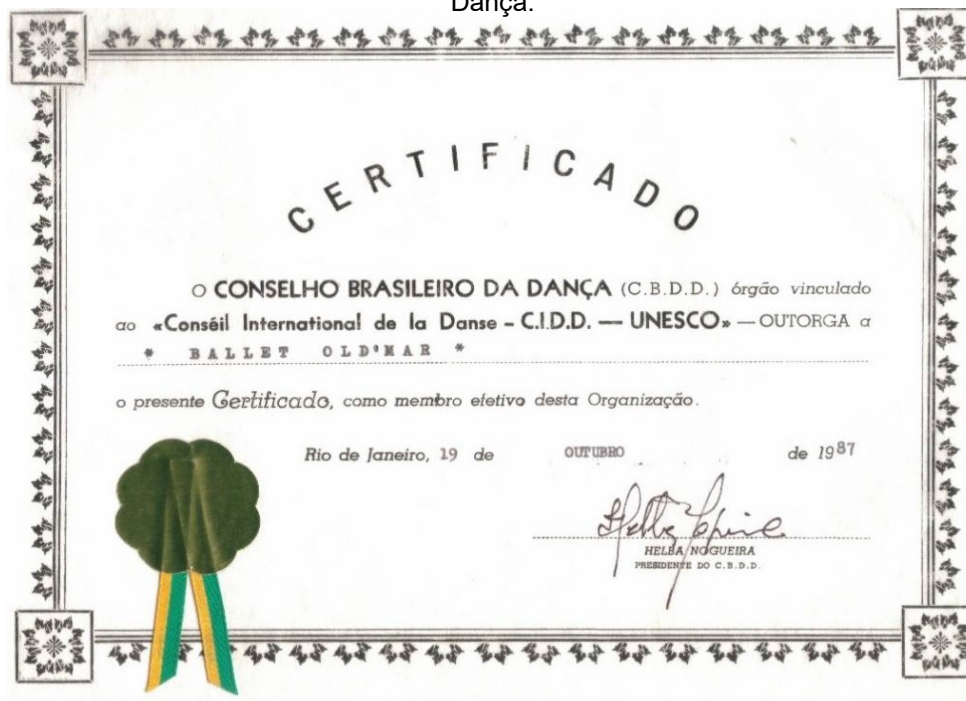 Dança.
CERTIFICADO
O CONSELHO BRASILEIRO DA DANÇA (C.B.D.D.) órgão vinculado
ao «Conséil International de la Danse - C.I.D.D. — UNESCO» — OUTORGA a
* BALLET OLD'MAR *
o presente Certificado, como membro efetivo desta Organização.
Rio de Janeiro, 19 de OUTUBRO de 1987
HELBA NOGUEIRA
PRESIDENTE DO C.B.D.D.